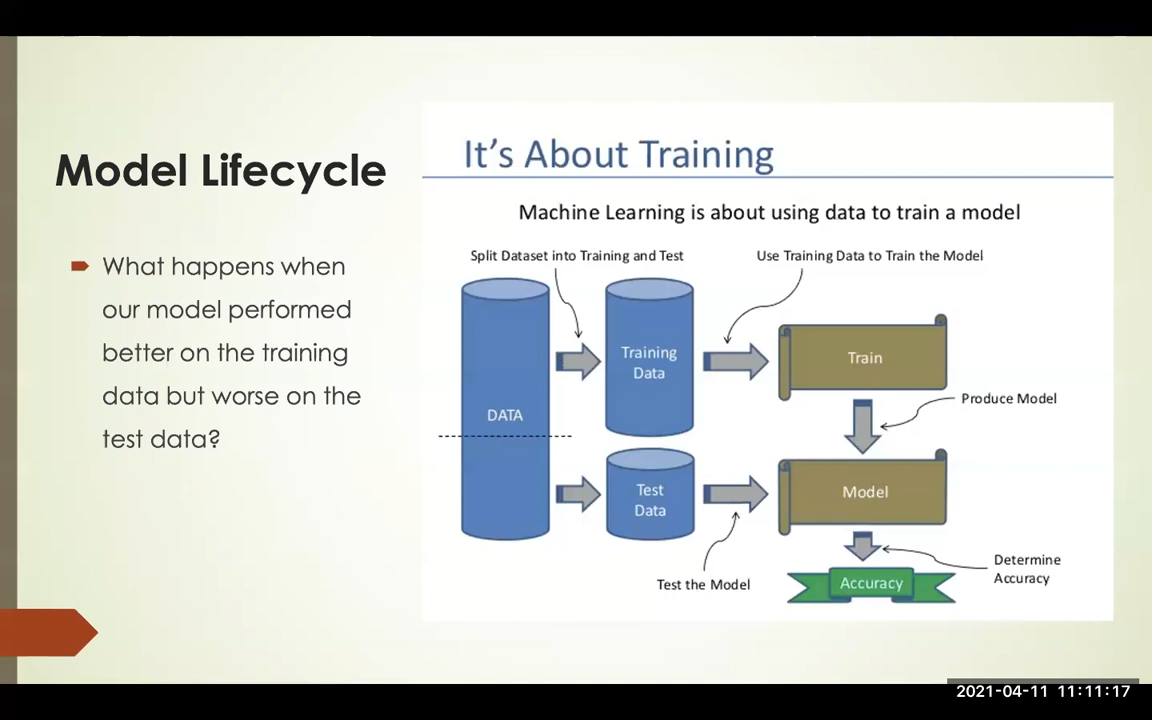 Model Lifecycle
What happens when
our model performed
better on the training
data but worse on the
test data?
It's About Training
Machine Learning is about using data to train a model
Split Dataset into Training and Test
Use Training Data to Train the Model
DATA
Training
Data
Train
Produce Model
Test
Data
Model
Test the Model
Determine
Accuracy
Accuracy
2021-04-11 11:11:17